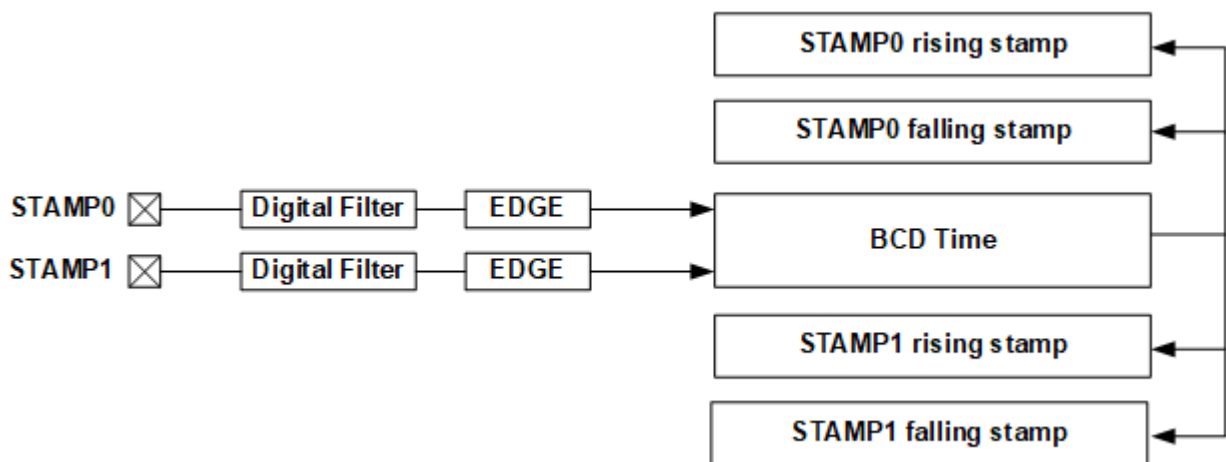 STAMP0 rising stamp
STAMP0 falling stamp
STAMP0 Digital Filter EDGE
BCD Time
STAMP1 Digital Filter EDGE
STAMP1 rising stamp
STAMP1 falling stamp